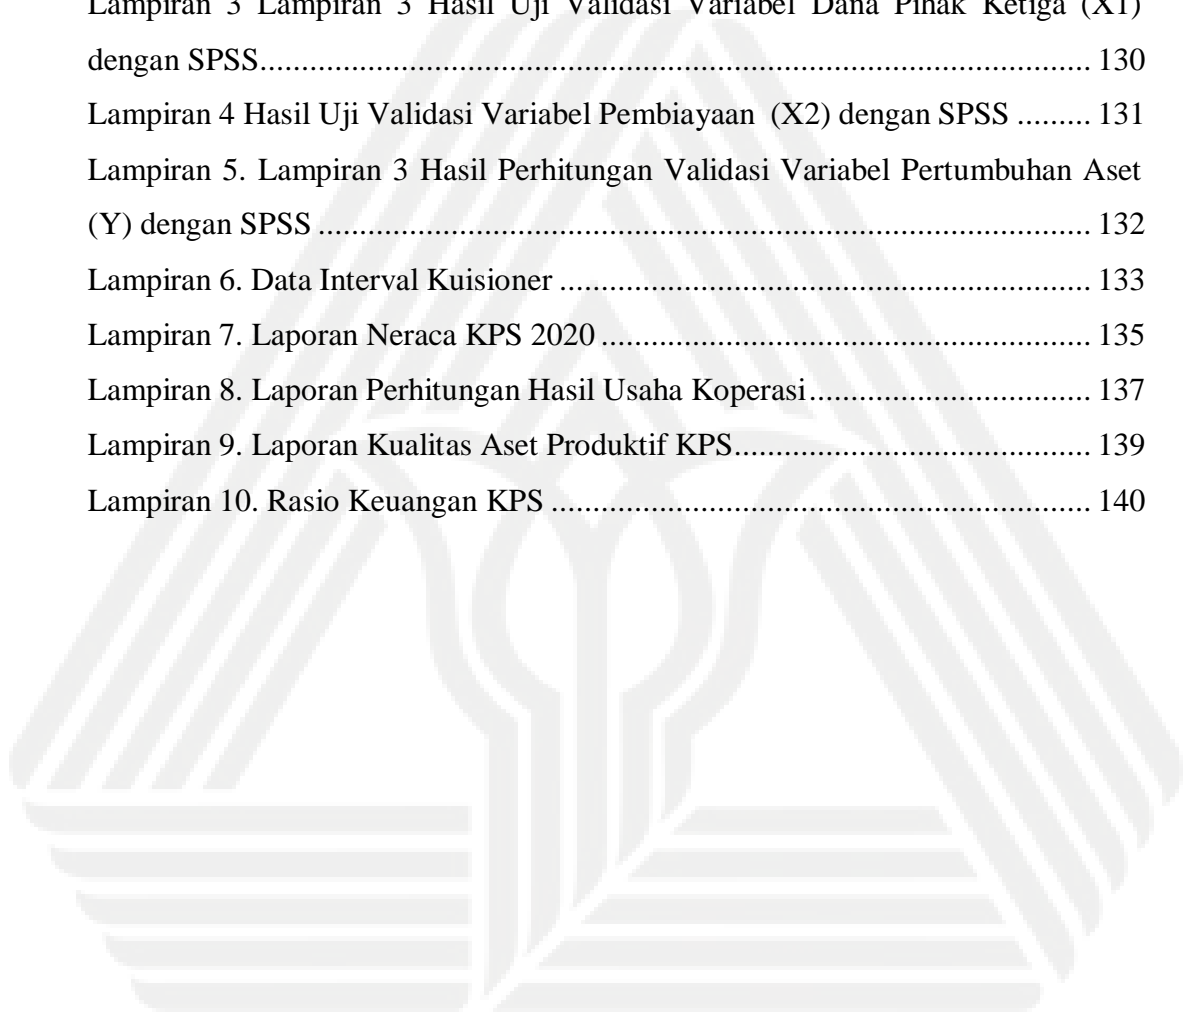 Lampiran 3 Lampiran 3 Hasil Uji Validasi Variabel Dana Pihak Ketiga (X1)
dengan SPSS..................................................................................................... 130
Lampiran 4 Hasil Uji Validasi Variabel Pembiayaan (X2) dengan SPSS ......... 131
Lampiran 5. Lampiran 3 Hasil Perhitungan Validasi Variabel Pertumbuhan Aset
(Y) dengan SPSS .............................................................................................. 132
Lampiran 6. Data Interval Kuisioner ................................................................. 133
Lampiran 7. Laporan Neraca KPS 2020 ............................................................ 135
Lampiran 8. Laporan Perhitungan Hasil Usaha Koperasi.................................. 137
Lampiran 9. Laporan Kualitas Aset Produktif KPS........................................... 139
Lampiran 10. Rasio Keuangan KPS .................................................................. 140